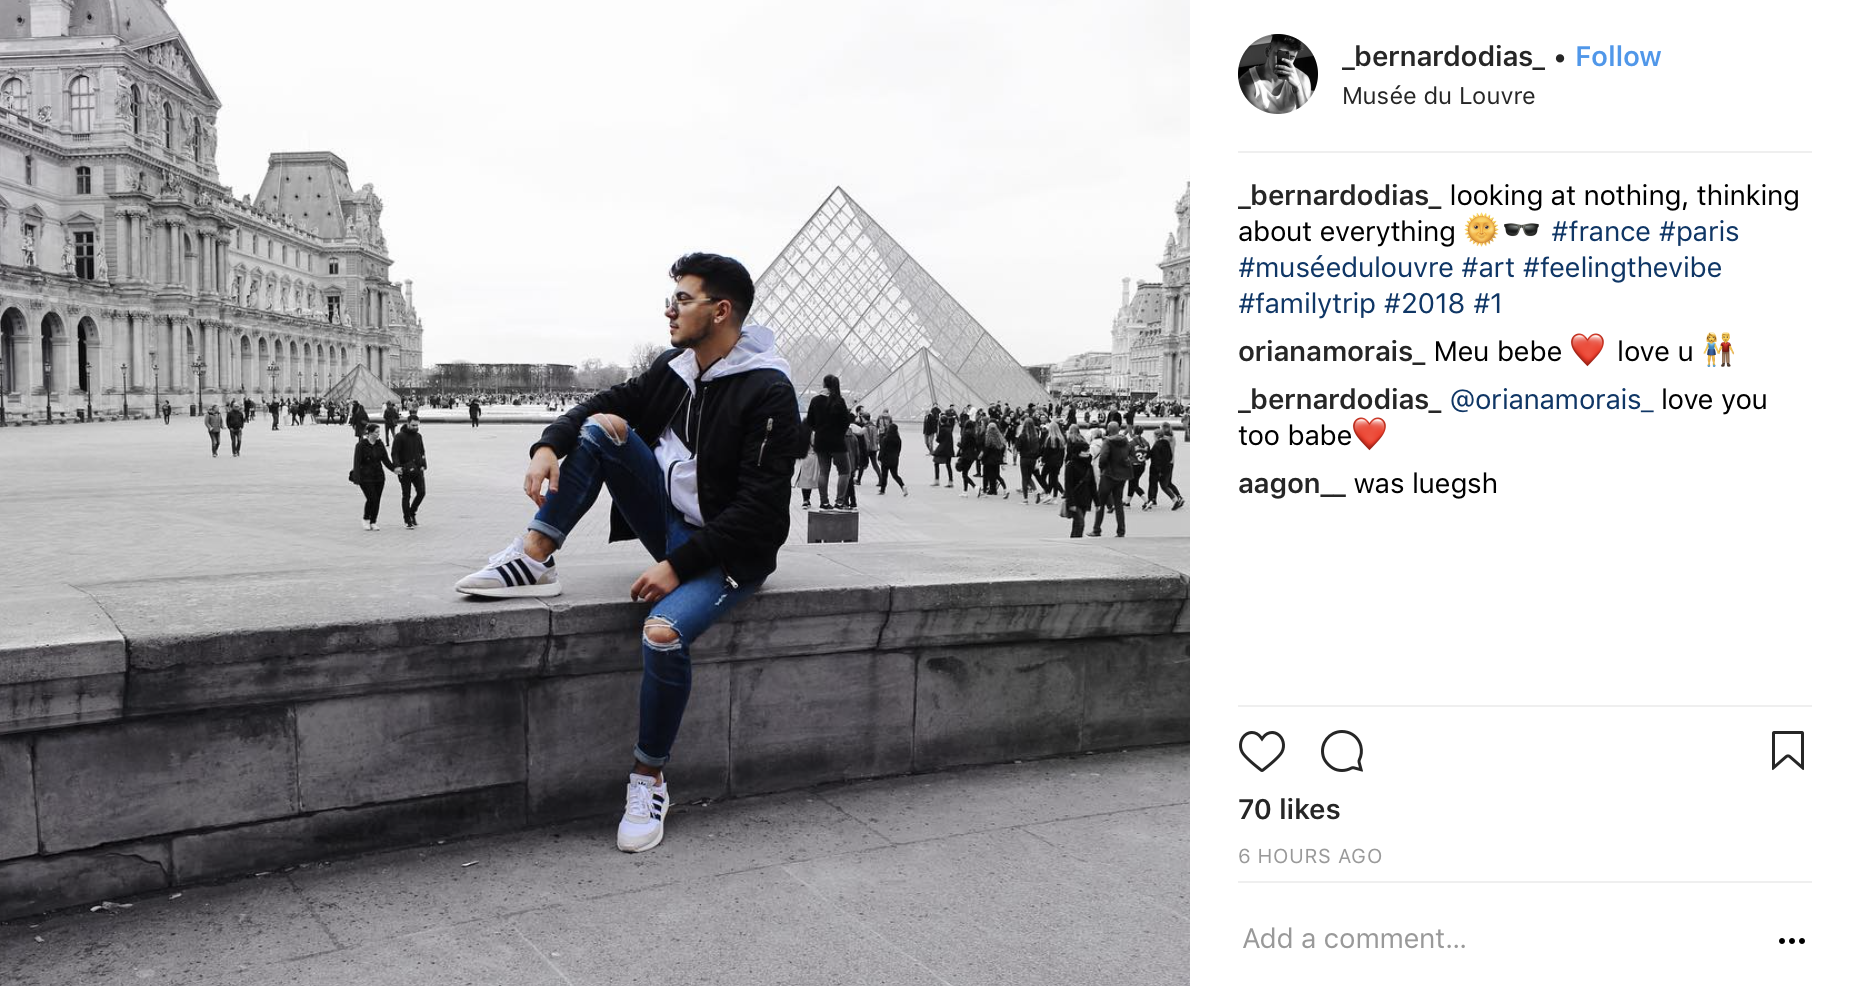 _bernardodias_ • Follow
Musée du Louvre
_bernardodias_ looking at nothing, thinking
about everything 🌞🕶 #france #paris
#muséedulouvre #art #feelingthevibe
#familytrip #2018 #1
orianamorais_ Meu bebe ❤️ love u 👫
_bernardodias_ @orianamorais_ love you
too babe❤️
aagon__ was luegsh
70 likes
6 HOURS AGO
Add a comment...